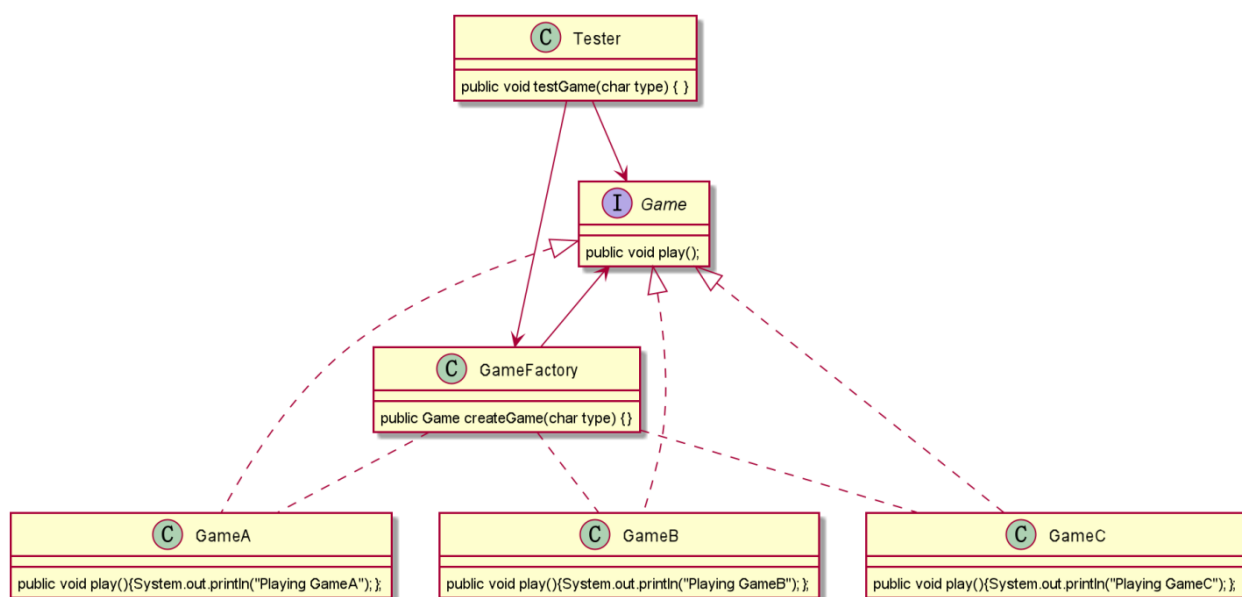 C Tester
public void testGame(char type) { }
I Game
public void play();
C GameFactory
public Game createGame(char type) {}
C GameA
public void play(){System.out.println("Playing GameA"); };
C GameB
public void play(){System.out.println("Playing GameB"); };
C GameC
public void play(){System.out.println("Playing GameC"); };